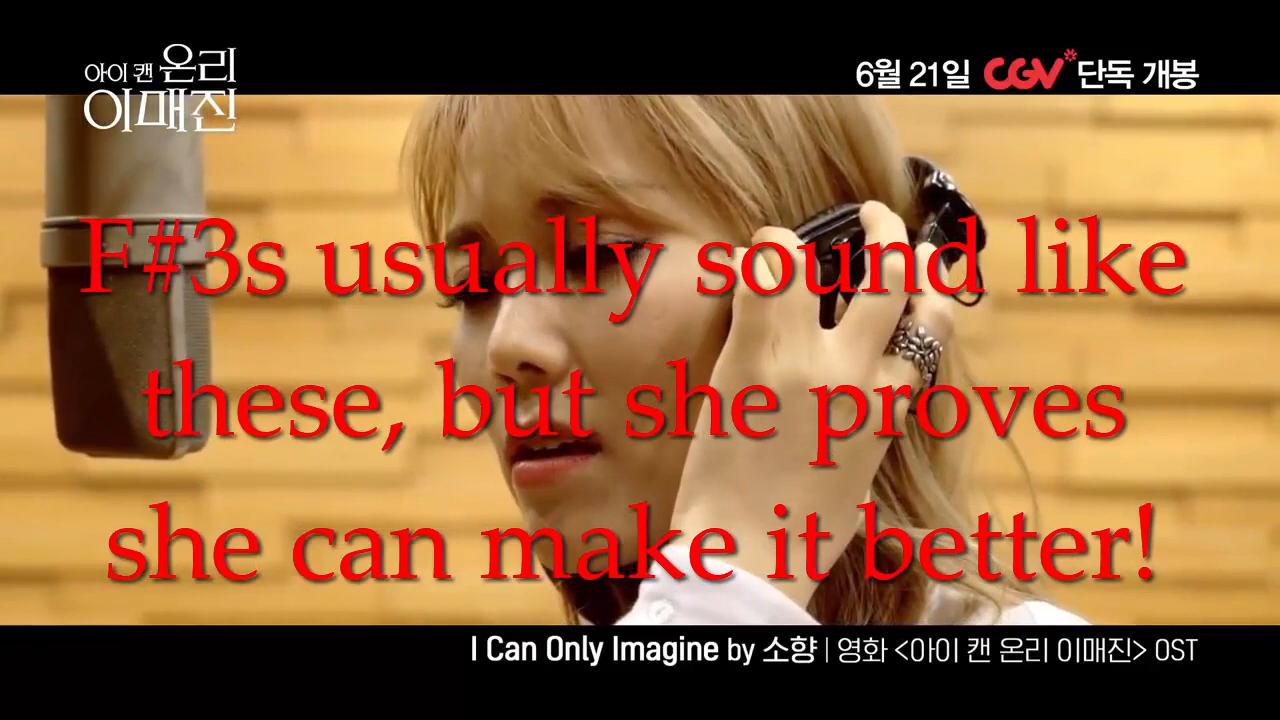 아이 캔 온리
이매진
6월 21일 CGV 단독 개봉
F#3s usually sound like
these, but she proves
she can make it better!
I Can Only Imagine by 소향 | 영화 <아이 캔 온리 이매진> OST